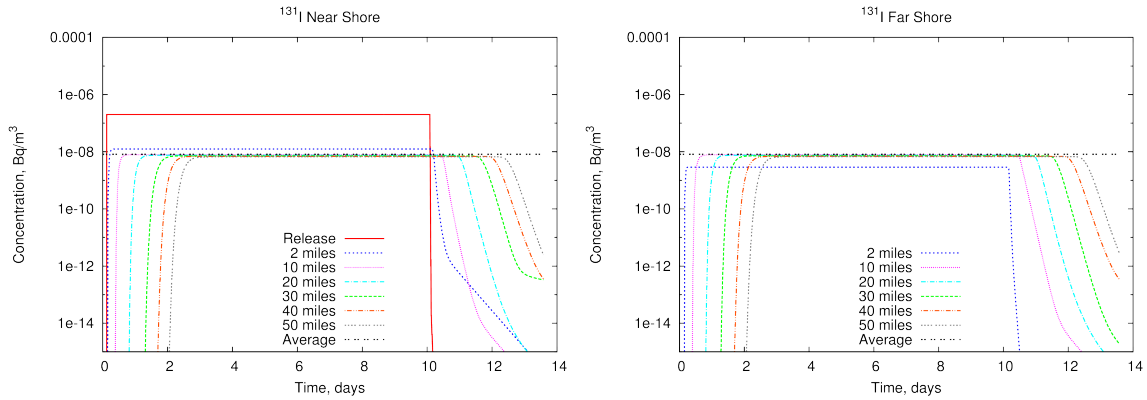 ¹³¹I Near Shore
0.0001
1e-06
1e-08
1e-10
1e-12
1e-14
Concentration, Bq/m³
Release
2 miles
10 miles
20 miles
30 miles
40 miles
50 miles
Average
0 2 4 6 8 10 12 14
Time, days
¹³¹I Far Shore
0.0001
1e-06
1e-08
1e-10
1e-12
1e-14
Concentration, Bq/m³
2 miles
10 miles
20 miles
30 miles
40 miles
50 miles
Average
0 2 4 6 8 10 12 14
Time, days